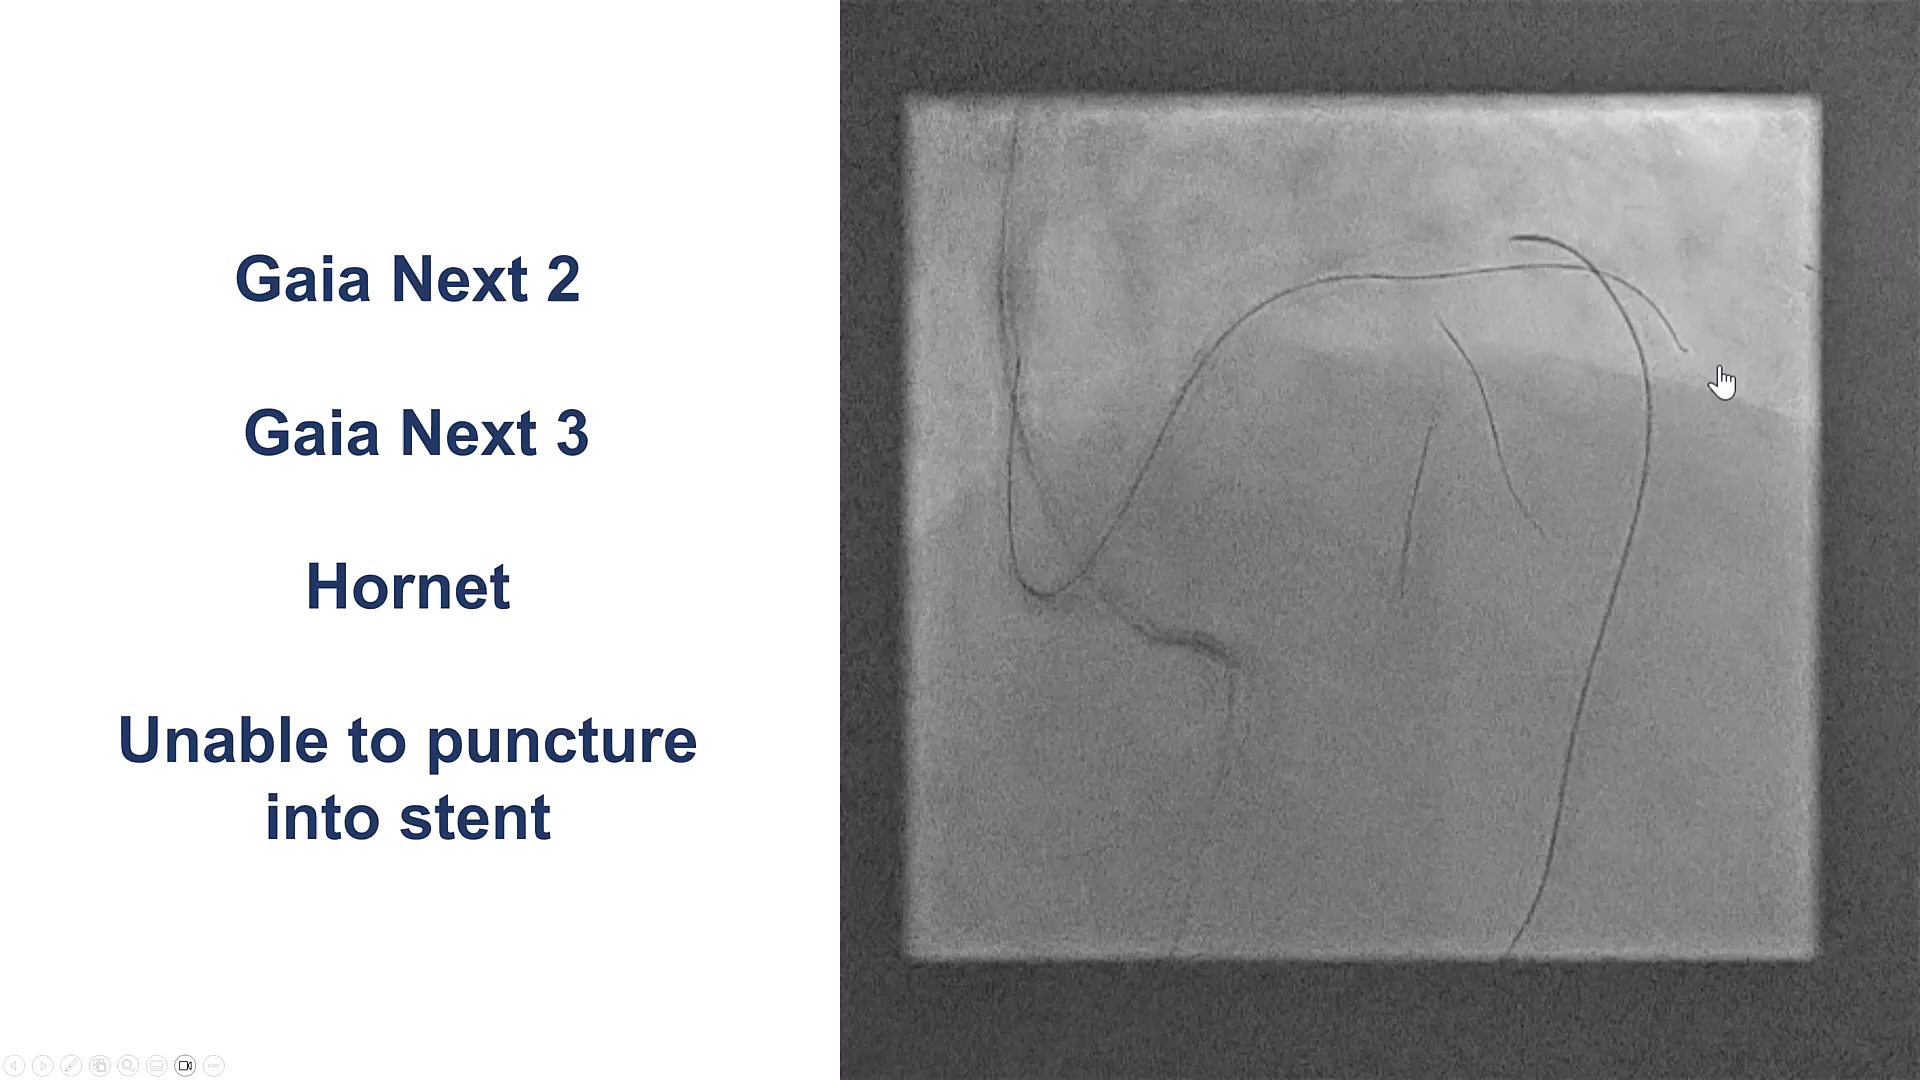 Gaia Next 2
Gaia Next 3
Hornet
Unable to puncture
into stent